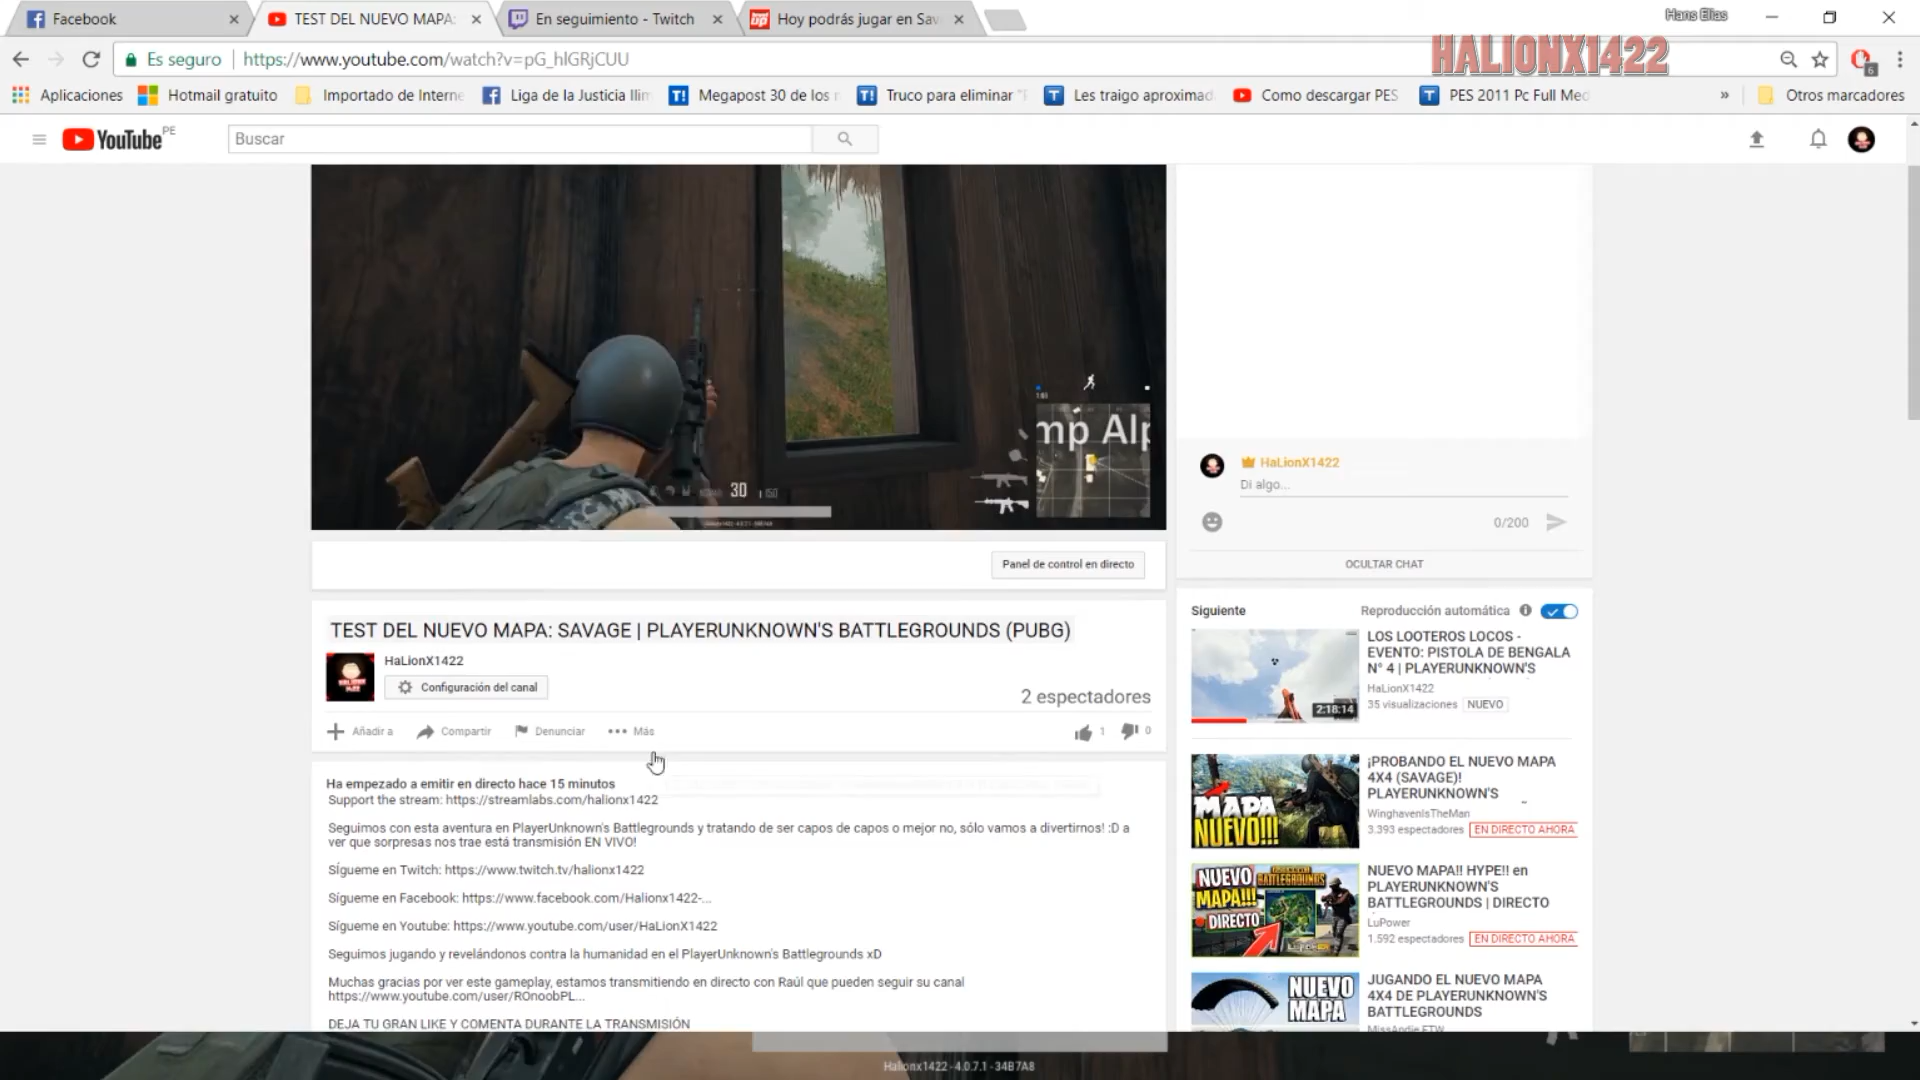 Facebook
TEST DEL NUEVO MAPA:
En seguimiento - Twitch
Hoy podrás jugar en Sav
Hans Elias
Es seguro
https://www.youtube.com/watch?v=pG_hlGRjCUU
HALIONX1422
6
Aplicaciones
Hotmail gratuito
Importado de Interne
Liga de la Justicia Ilim
Megapost 30 de los
Truco para eliminar
Les traigo aproximad
Como descargar PES
PES 2011 Pc Full Med
»
Otros marcadores
YouTube PE
Buscar
mp Alp
30
HaLionX1422
Di algo...
0/200
OCULTAR CHAT
Panel de control en directo
TEST DEL NUEVO MAPA: SAVAGE | PLAYERUNKNOWN'S BATTLEGROUNDS (PUBG)
HaLionX1422
Configuración del canal
2 espectadores
Añadir a
Compartir
Denunciar
Más
1
0
Ha empezado a emitir en directo hace 15 minutos
Support the stream: https://streamlabs.com/halionx1422
Seguimos con esta aventura en PlayerUnknown's Battlegrounds y tratando de ser capos de capos o mejor no, sólo vamos a divertirnos! :D a
ver que sorpresas nos trae está transmisión EN VIVO!
Sígueme en Twitch: https://www.twitch.tv/halionx1422
Sígueme en Facebook: https://www.facebook.com/Halionx1422-...
Sígueme en Youtube: https://www.youtube.com/user/HaLionX1422
Seguimos jugando y revelándonos contra la humanidad en el PlayerUnknown's Battlegrounds xD
Muchas gracias por ver este gameplay, estamos transmitiendo en directo con Raúl que pueden seguir su canal
https://www.youtube.com/user/ROnoobPL...
DEJA TU GRAN LIKE Y COMENTA DURANTE LA TRANSMISIÓN
Siguiente
Reproducción automática
2:18:14
LOS LOOTEROS LOCOS -
EVENTO: PISTOLA DE BENGALA
N° 4 | PLAYERUNKNOWN'S
HaLionX1422
35 visualizaciones
NUEVO
MAPA
NUEVO!!!
¡PROBANDO EL NUEVO MAPA
4X4 (SAVAGE)!
PLAYERUNKNOWN'S
WinghavenIsTheMan
3.393 espectadores
EN DIRECTO AHORA
NUEVO
BATTLEGROUNDS
MAPA!!!
DIRECTO
NUEVO MAPA!! HYPE!! en
PLAYERUNKNOWN'S
BATTLEGROUNDS | DIRECTO
LuPower
1.592 espectadores
EN DIRECTO AHORA
NUEVO
MAPA
JUGANDO EL NUEVO MAPA
4X4 DE PLAYERUNKNOWN'S
BATTLEGROUNDS
MissAndie FTW
Halionx1422 - 4.0.7.1 - 34B7A8